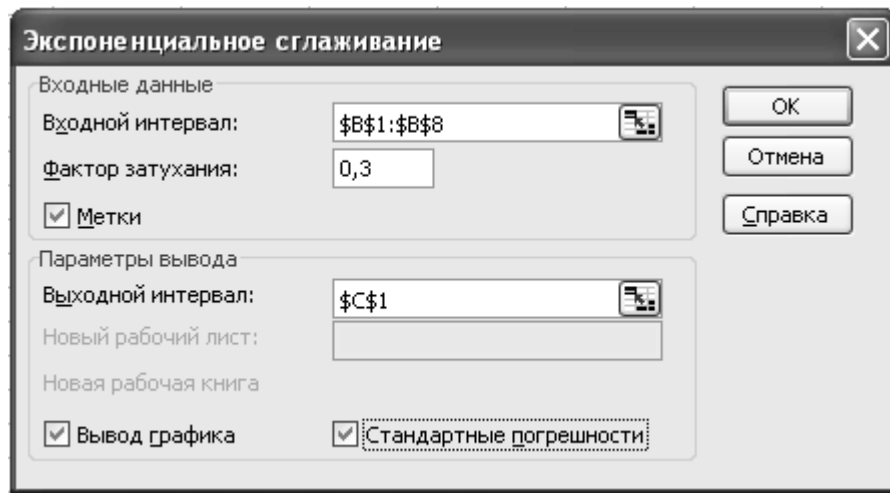 Экспоненциальное сглаживание
Входные данные
Входной интервал: $B$1:$B$8
Фактор затухания: 0,3
Метки
OK
Отмена
Справка
Параметры вывода
Выходной интервал: $C$1
Новый рабочий лист:
Новая рабочая книга
Вывод графика Стандартные погрешности